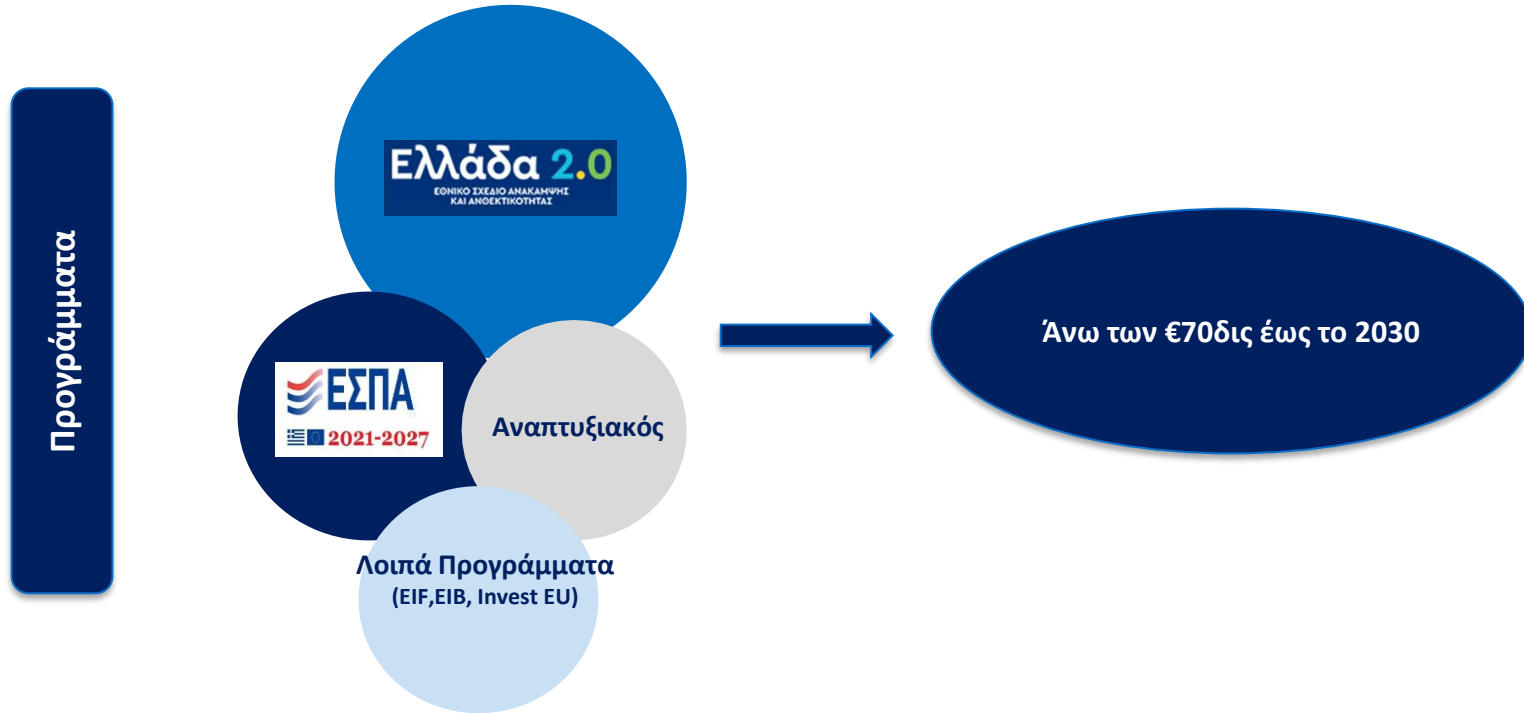 Προγράμματα
Ελλάδα 2.0
ΕΘΝΙΚΟ ΣΧΕΔΙΟ ΑΝΑΚΑΜΨΗΣ
ΚΑΙ ΑΝΘΕΚΤΙΚΟΤΗΤΑΣ
ΕΣΠΑ
2021-2027
Αναπτυξιακός
Λοιπά Προγράμματα
(EIF,EIB, Invest EU)
Άνω των €70δις έως το 2030